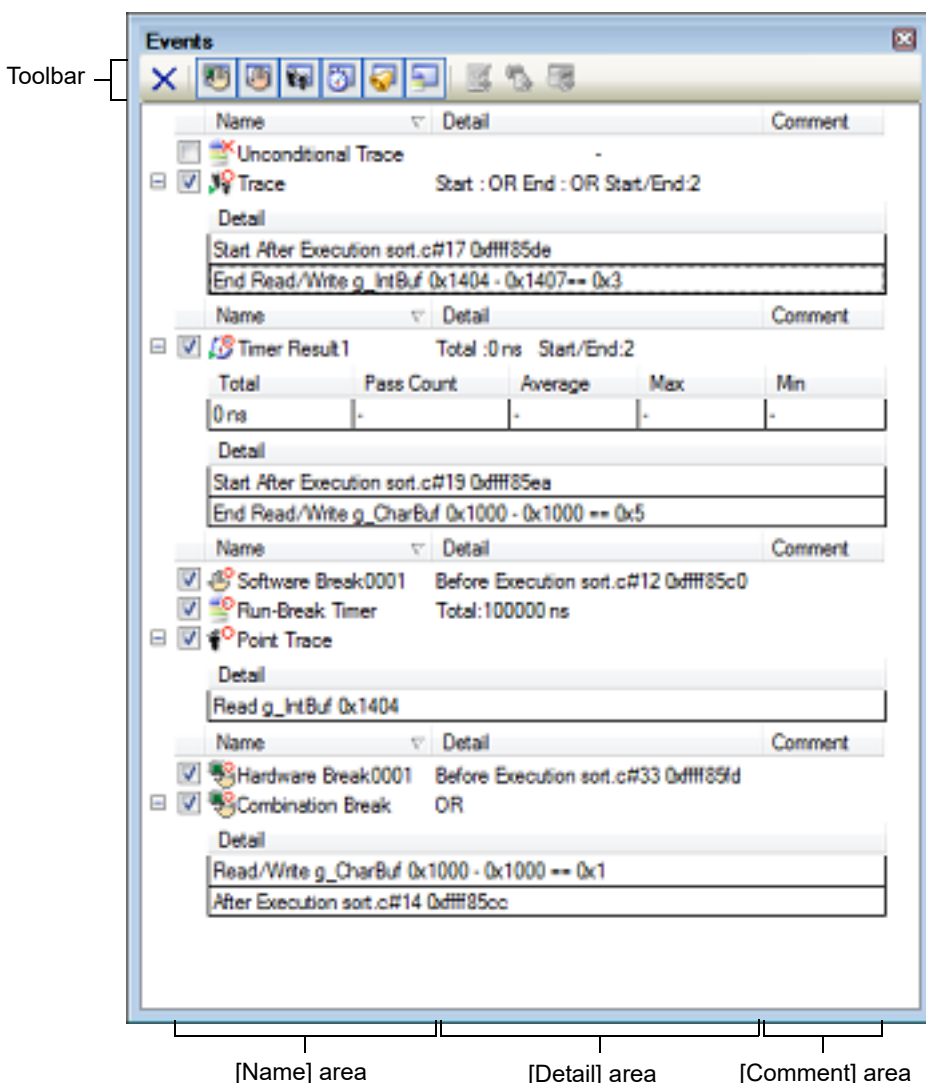 Events
Toolbar
Name Detail Comment
Unconditional Trace -
Trace Start : OR End : OR Start/End:2
Detail
Start After Execution sort.c#17 0xffff85de
End Read/Write g_IntBuf 0x1404 - 0x1407== 0x3
Name Detail Comment
Timer Result1 Total :0 ns Start/End:2
Total Pass Count Average Max Min
0 ns - - - -
Detail
Start After Execution sort.c#19 0xffff85ea
End Read/Write g_CharBuf 0x1000 - 0x1000 == 0x5
Name Detail Comment
Software Break0001 Before Execution sort.c#12 0xffff85c0
Run-Break Timer Total:100000 ns
Point Trace
Detail
Read g_IntBuf 0x1404
Name Detail Comment
Hardware Break0001 Before Execution sort.c#33 0xffff85fd
Combination Break OR
Detail
Read/Write g_CharBuf 0x1000 - 0x1000 == 0x1
After Execution sort.c#14 0xffff85cc
[Name] area [Detail] area [Comment] area